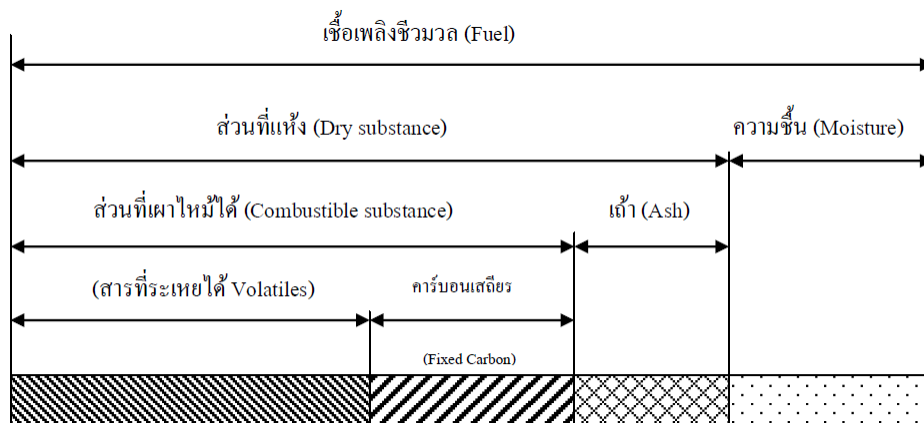 เชื้อเพลิงชีวมวล (Fuel)
ส่วนที่แห้ง (Dry substance)
ความชื้น (Moisture)
ส่วนที่เผาไหม้ได้ (Combustible substance)
เถ้า (Ash)
(สารที่ระเหยได้ Volatiles)
คาร์บอนเสถียร
(Fixed Carbon)